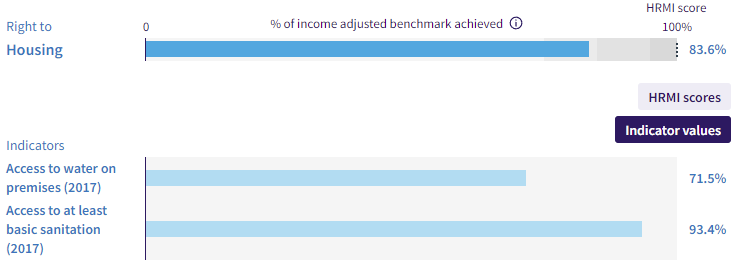 HRMI score
Right to
0
% of income adjusted benchmark achieved
100%
Housing
83.6%
HRMI scores
Indicator values
Indicators
Access to water on
premises (2017)
71.5%
Access to at least
basic sanitation
(2017)
93.4%